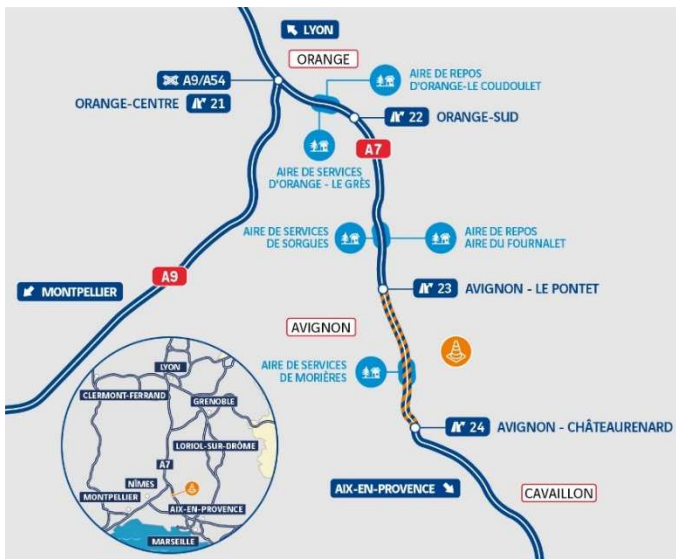 LYON
ORANGE
A9/A54
ORANGE-CENTRE 21
AIRE DE REPOS
D'ORANGE-LE COUDOULET
22 ORANGE-SUD
A7
AIRE DE SERVICES
D'ORANGE - LE GRÈS
AIRE DE SERVICES
DE SORGUES
AIRE DE REPOS
AIRE DU FOURNALET
A9
MONTPELLIER
23 AVIGNON - LE PONTET
AVIGNON
AIRE DE SERVICES
DE MORIÈRES
24 AVIGNON - CHÂTEAURENARD
AIX-EN-PROVENCE
CAVAILLON
LYON
CLERMONT-FERRAND
GRENOBLE
LORIOL-SUR-DRÔME
A7
NÎMES
MONTPELLIER
AIX-EN-PROVENCE
MARSEILLE